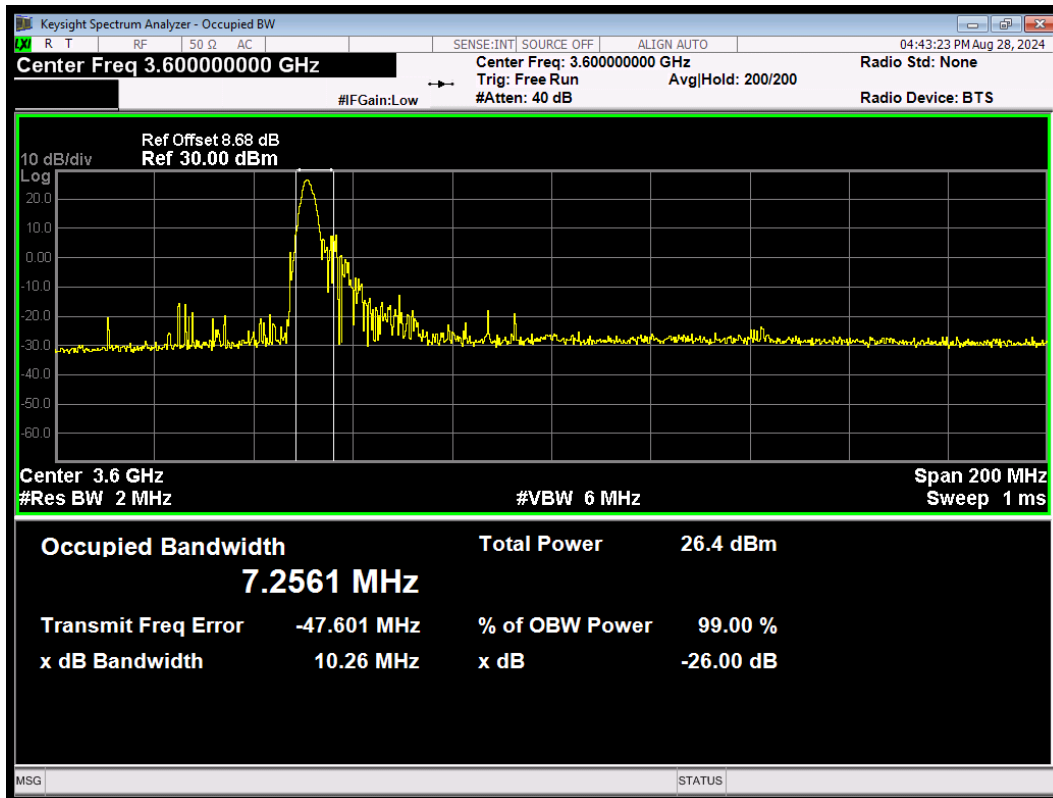 Keysight Spectrum Analyzer - Occupied BW
LXI R T RF 50 Ω AC SENSE:INT SOURCE OFF ALIGN AUTO 04:43:23 PM Aug 28, 2024
Center Freq 3.600000000 GHz Center Freq: 3.600000000 GHz Radio Std: None
Trig: Free Run Avg|Hold: 200/200
#IFGain:Low #Atten: 40 dB Radio Device: BTS
Ref Offset 8.68 dB
10 dB/div Ref 30.00 dBm
Log
20.0
10.0
0.00
-10.0
-20.0
-30.0
-40.0
-50.0
-60.0
Center 3.6 GHz Span 200 MHz
#Res BW 2 MHz #VBW 6 MHz Sweep 1 ms
Occupied Bandwidth Total Power 26.4 dBm
7.2561 MHz
Transmit Freq Error -47.601 MHz % of OBW Power 99.00 %
x dB Bandwidth 10.26 MHz x dB -26.00 dB
MSG STATUS